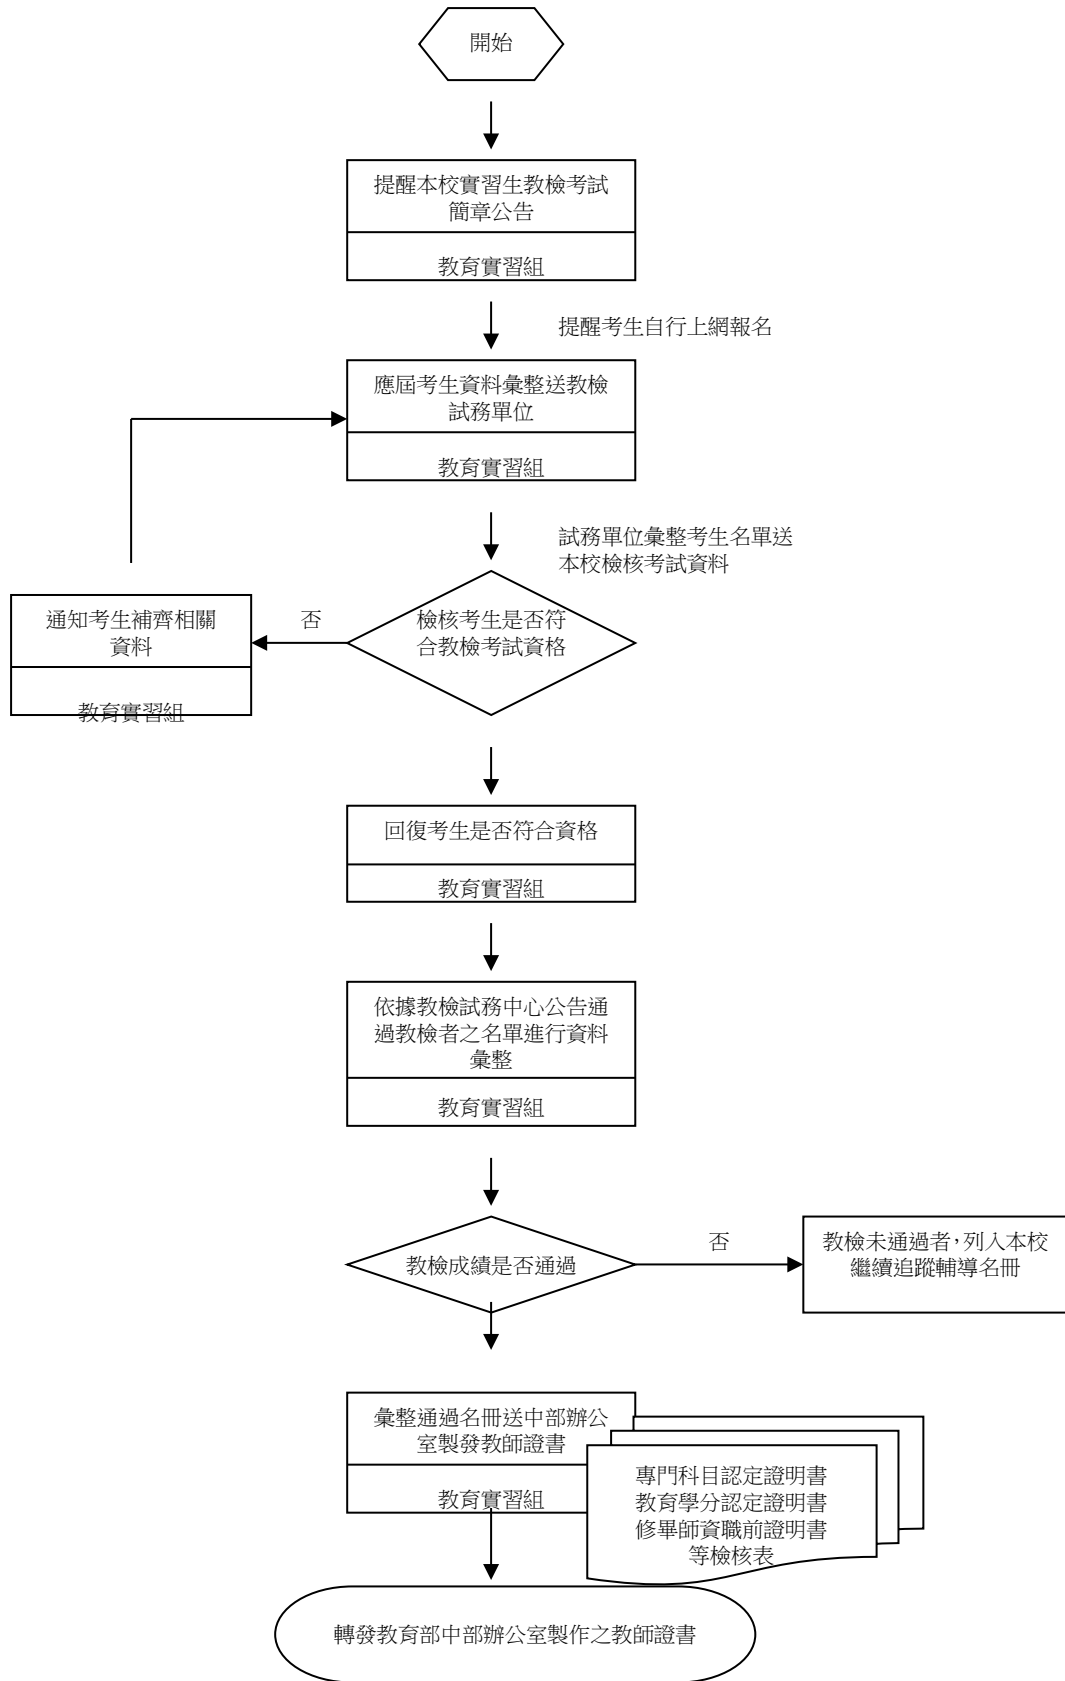 開始
提醒本校實習生教檢考試
簡章公告
教育實習組
提醒考生自行上網報名
應屆考生資料彙整送教檢
試務單位
教育實習組
試務單位彙整考生名單送
本校檢核考試資料
檢核考生是否符
合教檢考試資格
否
通知考生補齊相關
資料
教育實習組
回復考生是否符合資格
教育實習組
依據教檢試務中心公告通
過教檢者之名單進行資料
彙整
教育實習組
教檢成績是否通過
否
教檢未通過者，列入本校
繼續追蹤輔導名冊
彙整通過名冊送中部辦公
室製發教師證書
教育實習組
專門科目認定證明書
教育學分認定證明書
修畢師資職前證明書
等檢核表
轉發教育部中部辦公室製作之教師證書